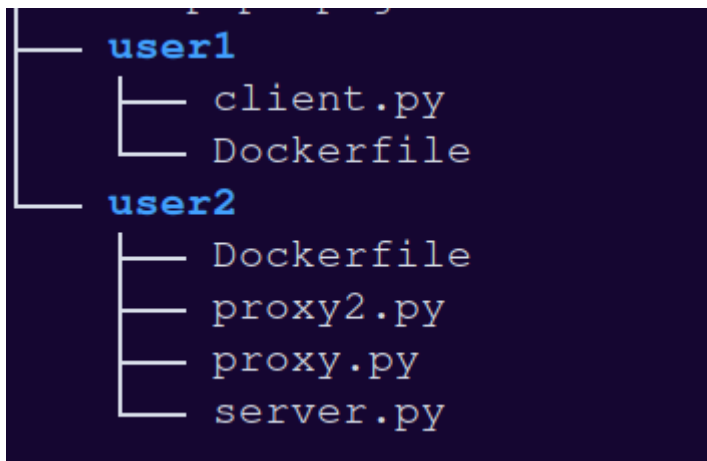 user1
client.py
Dockerfile
user2
Dockerfile
proxy2.py
proxy.py
server.py